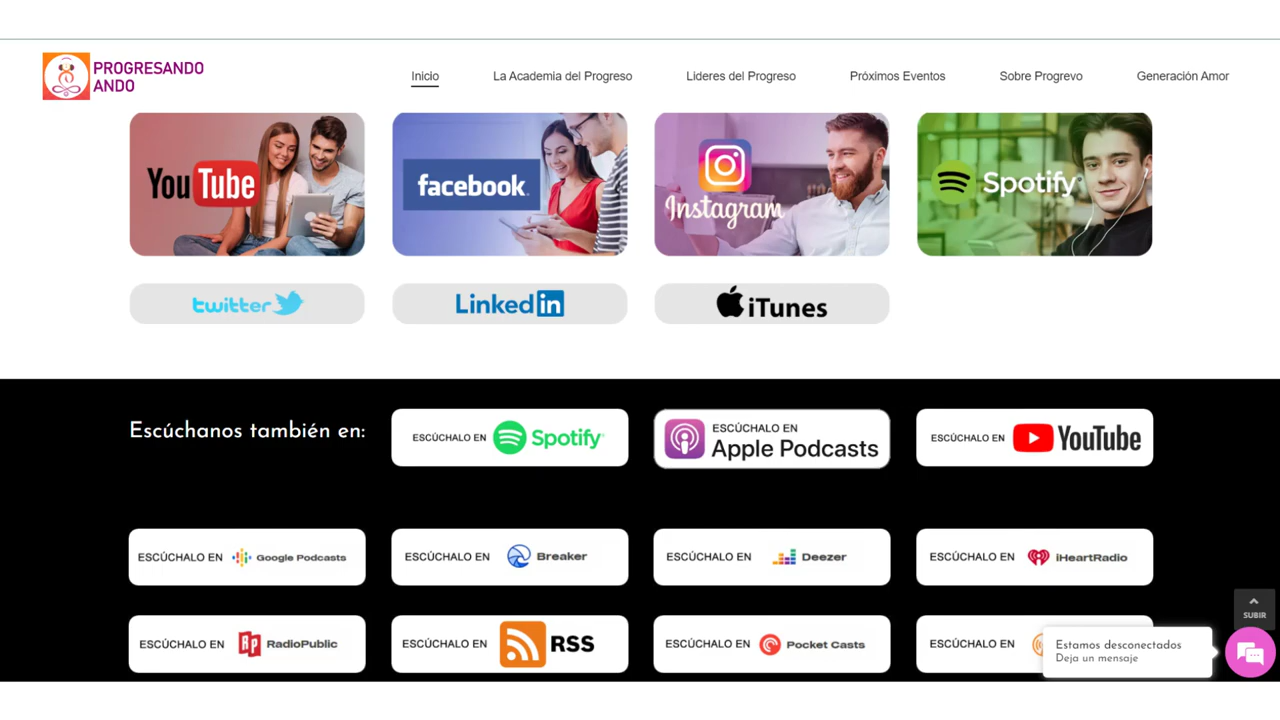 PROGRESANDO
ANDO
Inicio
La Academia del Progreso
Lideres del Progreso
Próximos Eventos
Sobre Progrevo
Generación Amor
YouTube
facebook
Instagram
Spotify
twitter
Linkedin
iTunes
Escúchanos también en:
ESCÚCHALO EN Spotify
ESCÚCHALO EN
Apple Podcasts
ESCÚCHALO EN YouTube
ESCÚCHALO EN Google Podcasts
ESCÚCHALO EN Breaker
ESCÚCHALO EN Deezer
ESCÚCHALO EN iHeartRadio
ESCÚCHALO EN RadioPublic
ESCÚCHALO EN RSS
ESCÚCHALO EN Pocket Casts
ESCÚCHALO EN
SUBIR
Estamos desconectados
Deja un mensaje